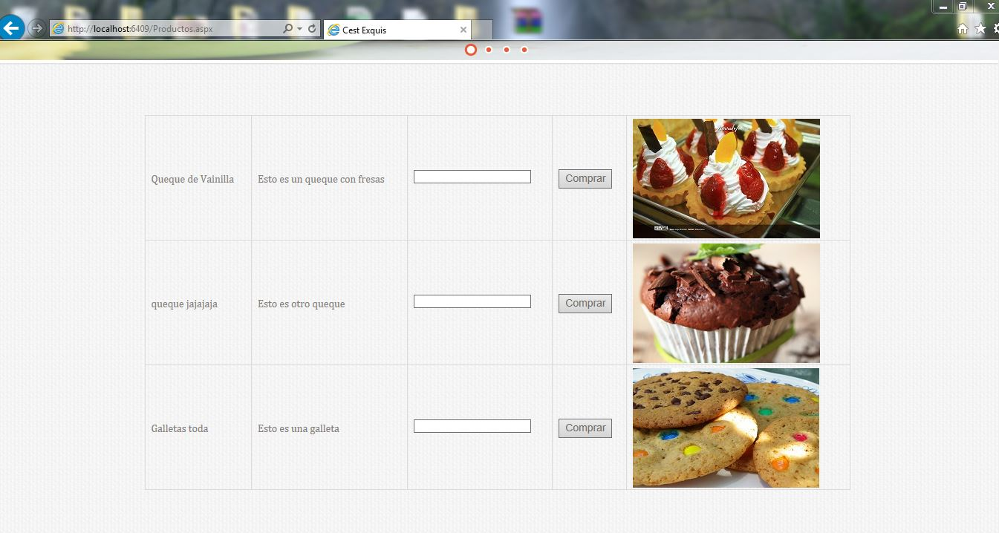 http://localhost:6409/Productos.aspx
Cest Exquis
Queque de Vainilla
Esto es un queque con fresas
Comprar
queque jajajaja
Esto es otro queque
Comprar
Galletas toda
Esto es una galleta
Comprar